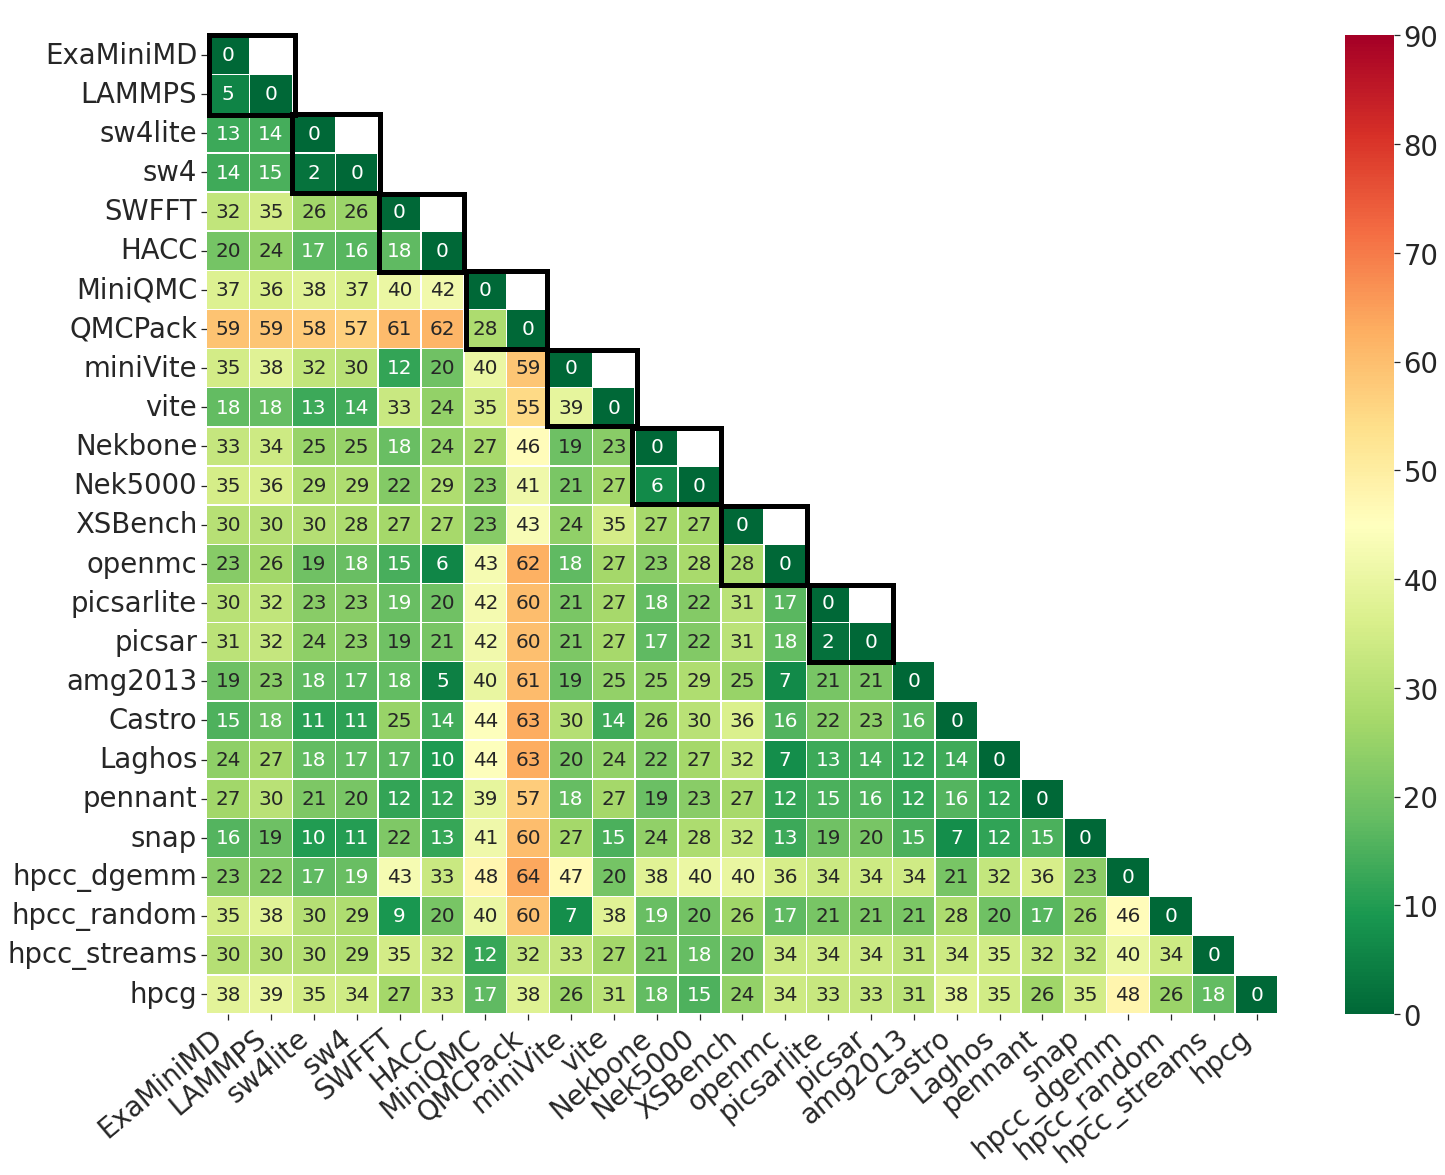 ExaMiniMD 0
LAMMPS 5 0
sw4lite 13 14 0
sw4 14 15 2 0
SWFFT 32 35 26 26 0
HACC 20 24 17 16 18 0
MiniQMC 37 36 38 37 40 42 0
QMCPack 59 59 58 57 61 62 28 0
miniVite 35 38 32 30 12 20 40 59 0
vite 18 18 13 14 33 24 35 55 39 0
Nekbone 33 34 25 25 18 24 27 46 19 23 0
Nek5000 35 36 29 29 22 29 23 41 21 27 6 0
XSBench 30 30 30 28 27 27 23 43 24 35 27 27 0
openmc 23 26 19 18 15 6 43 62 18 27 23 28 28 0
picsarlite 30 32 23 23 19 20 42 60 21 27 18 22 31 17 0
picsar 31 32 24 23 19 21 42 60 21 27 17 22 31 18 2 0
amg2013 19 23 18 17 18 5 40 61 19 25 25 29 25 7 21 21 0
Castro 15 18 11 11 25 14 44 63 30 14 26 30 36 16 22 23 16 0
Laghos 24 27 18 17 17 10 44 63 20 24 22 27 32 7 13 14 12 14 0
pennant 27 30 21 20 12 12 39 57 18 27 19 23 27 12 15 16 12 16 12 0
snap 16 19 10 11 22 13 41 60 27 15 24 28 32 13 19 20 15 7 12 15 0
hpcc_dgemm 23 22 17 19 43 33 48 64 47 20 38 40 40 36 34 34 34 21 32 36 23 0
hpcc_random 35 38 30 29 9 20 40 60 7 38 19 20 26 17 21 21 21 28 20 17 26 46 0
hpcc_streams 30 30 30 29 35 32 12 32 33 27 21 18 20 34 34 34 31 34 35 32 32 40 34 0
hpcg 38 39 35 34 27 33 17 38 26 31 18 15 24 34 33 33 31 38 35 26 35 48 26 18 0
ExaMiniMD
LAMMPS
sw4lite
sw4
SWFFT
HACC
MiniQMC
QMCPack
miniVite
vite
Nekbone
Nek5000
XSBench
openmc
picsarlite
picsar
amg2013
Castro
Laghos
pennant
snap
hpcc_dgemm
hpcc_random
hpcc_streams
hpcg
90
80
70
60
50
40
30
20
10
0